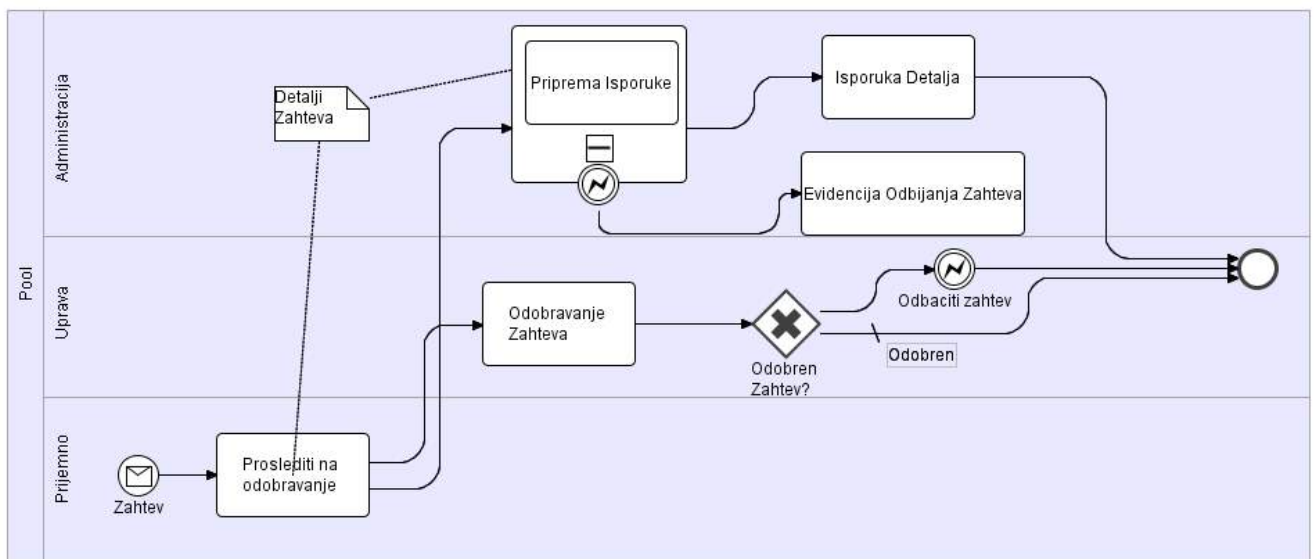 Pool
Administracija
Detalji
Zahteva
Priprema Isporuke
Isporuka Detalja
Evidencija Odbijanja Zahteva
Uprava
Odobravanje
Zahteva
Odobren
Zahtev?
Odbaciti zahtev
Odobren
Prijemno
Zahtev
Proslediti na
odobravanje